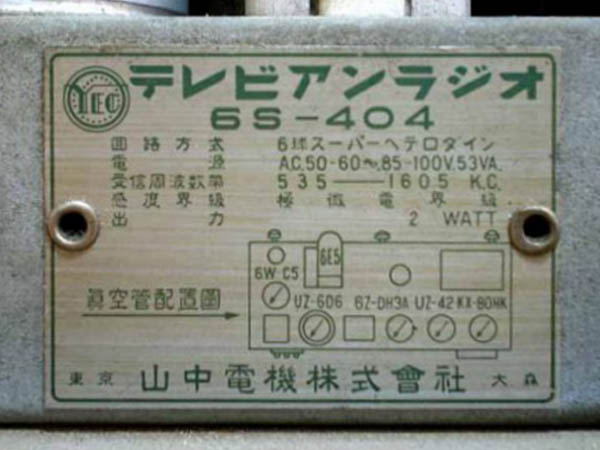 YEC
テレビアンラジオ
6S-404
回路方式 6球スーパーヘテロダイン
電源 AC.50-60~.85-100V.53VA.
受信周波数帶 535—1605 K.C.
感度界級 極微電界級
出力 2 WATT
6E5
6W-C5
UZ-6D6 6Z-DH3A UZ-42 KX-80HK
眞空管配置圖
東京 山中電機株式會社 大森